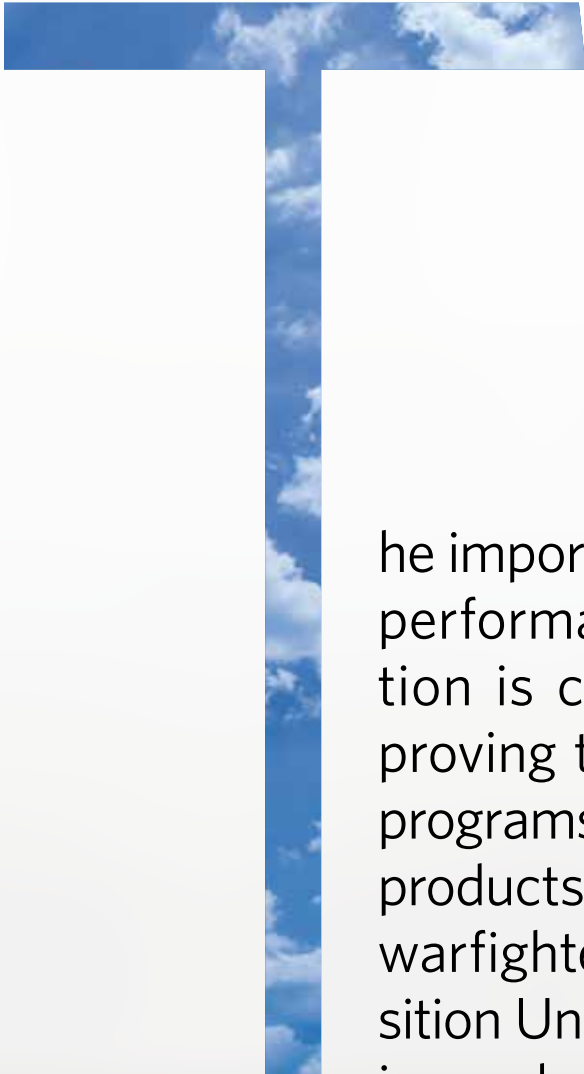 T
he impor
performa
tion is c
proving t
programs
products
warfighte
sition Un